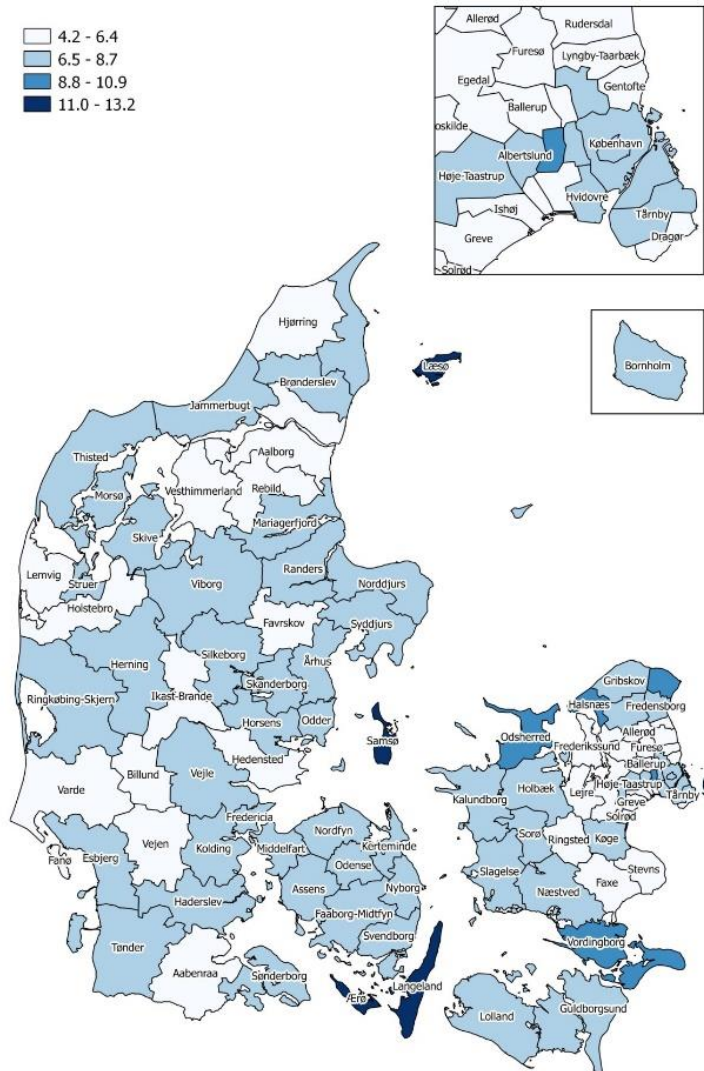 4.2 - 6.4
6.5 - 8.7
8.8 - 10.9
11.0 - 13.2
Allerød
Rudersdal
Furesø
Lyngby-Taarbæk
Egedal
Gentofte
Ballerup
oskilde
København
Albertslund
Høje-Taastrup
Hvidovre
Ishøj
Tårnby
Greve
Dragør
Solrød
Hjørring
Bornholm
Læsø
Brønderslev
Jammerbugt
Thisted
Aalborg
Vesthimmerland
Rebild
Morsø
Mariagerfjord
Skive
Lemvig
Struer
Viborg
Randers
Norddjurs
Holstebro
Favrskov
Syddjurs
Silkeborg
Århus
Herning
Skanderborg
Gribskov
Ringkøbing-Skjern
Ikast-Brande
Halsnæs
Fredensborg
Horsens
Odder
Samsø
Odsherred
Allerød
Frederikssund
Furesø
Hedensted
Ballerup
Varde
Billund
Vejle
Høje-Taastrup
Kalundborg
Holbæk
Lejre
Tårnby
Greve
Solrød
Fredericia
Nordfyn
Vejen
Kerteminde
Sorø
Ringsted
Køge
Fanø
Esbjerg
Kolding
Middelfart
Odense
Slagelse
Stevns
Assens
Nyborg
Faxe
Haderslev
Næstved
Faaborg-Midtfyn
Svendborg
Tønder
Vordingborg
Aabenraa
Sønderborg
Langeland
Ærø
Guldborgsund
Lolland